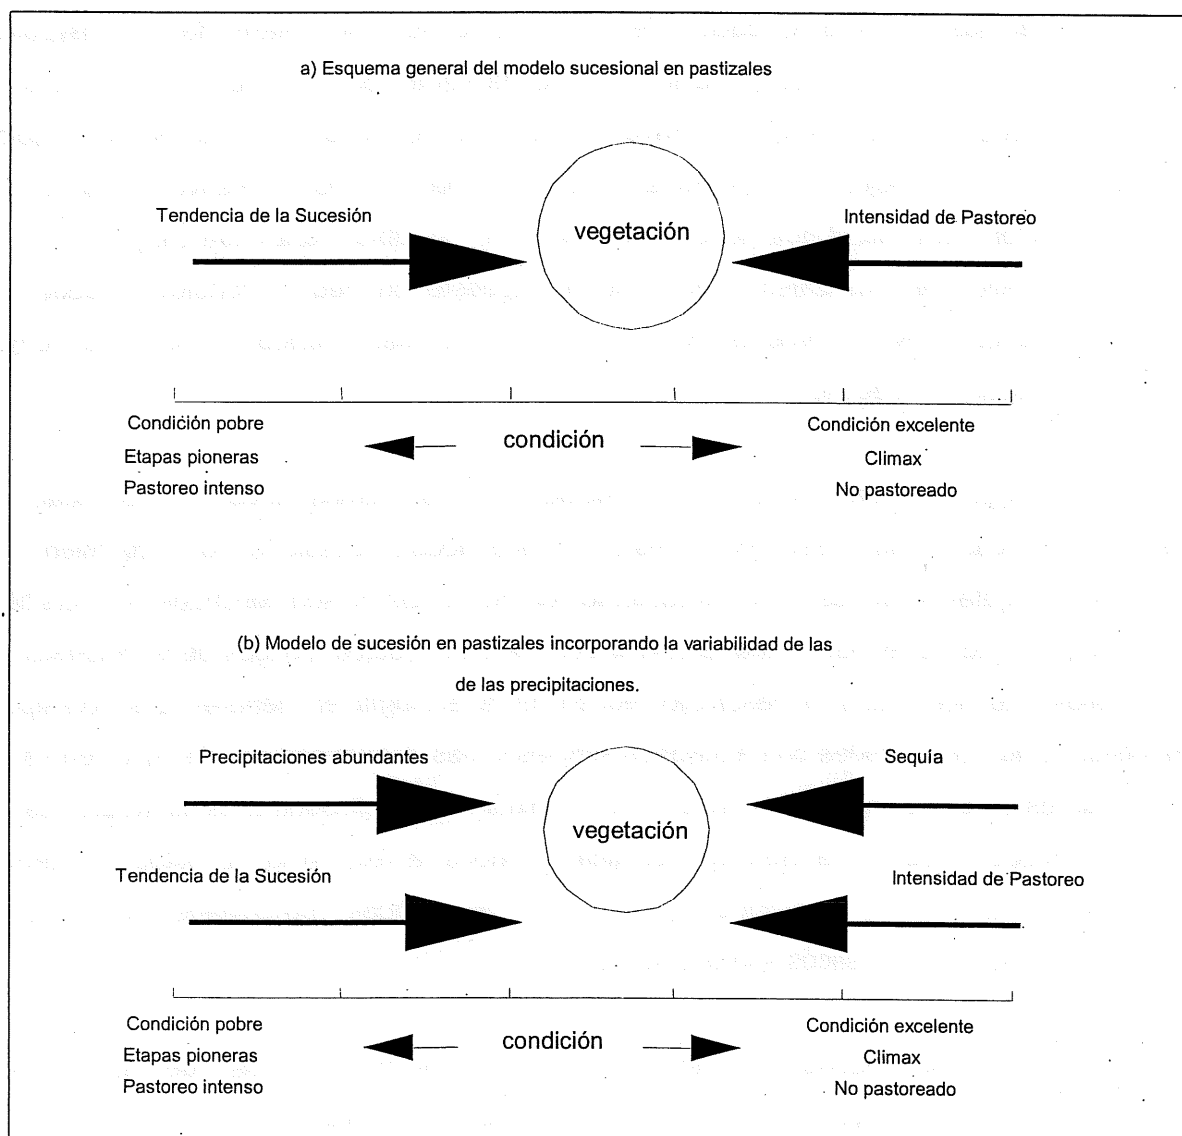 a) Esquema general del modelo sucesional en pastizales
Tendencia de la Sucesión
vegetación
Intensidad de Pastoreo
Condición pobre
Etapas pioneras
Pastoreo intenso
condición
Condición excelente
Climax
No pastoreado
(b) Modelo de sucesión en pastizales incorporando la variabilidad de las
de las precipitaciones.
Precipitaciones abundantes
Sequía
vegetación
Tendencia de la Sucesión
Intensidad de Pastoreo
Condición pobre
Etapas pioneras
Pastoreo intenso
condición
Condición excelente
Climax
No pastoreado